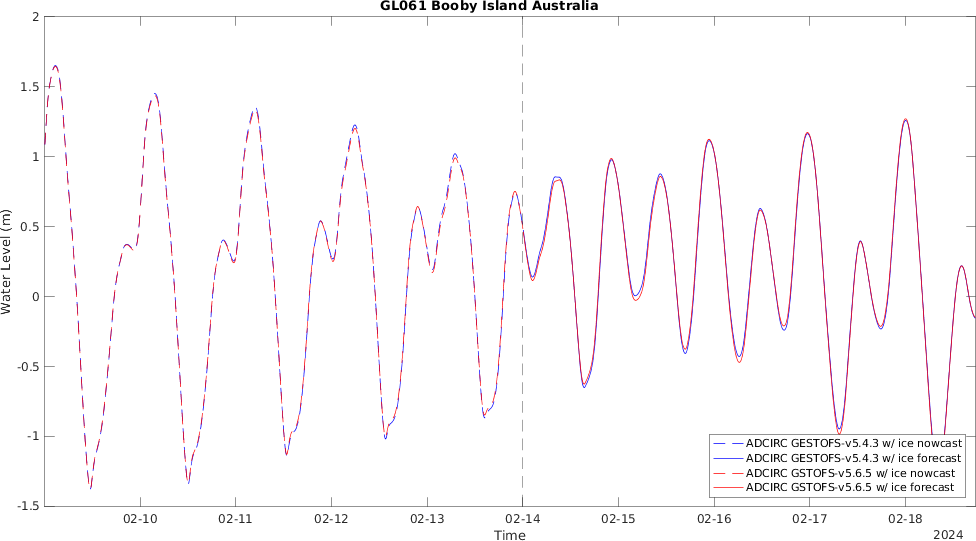 GL061 Booby Island Australia
2
1.5
1
0.5
0
-0.5
-1
-1.5
Water Level (m)
02-10 02-11 02-12 02-13 02-14 02-15 02-16 02-17 02-18
Time
2024
ADCIRC GESTOFS-v5.4.3 w/ ice nowcast
ADCIRC GESTOFS-v5.4.3 w/ ice forecast
ADCIRC GSTOFS-v5.6.5 w/ ice nowcast
ADCIRC GSTOFS-v5.6.5 w/ ice forecast